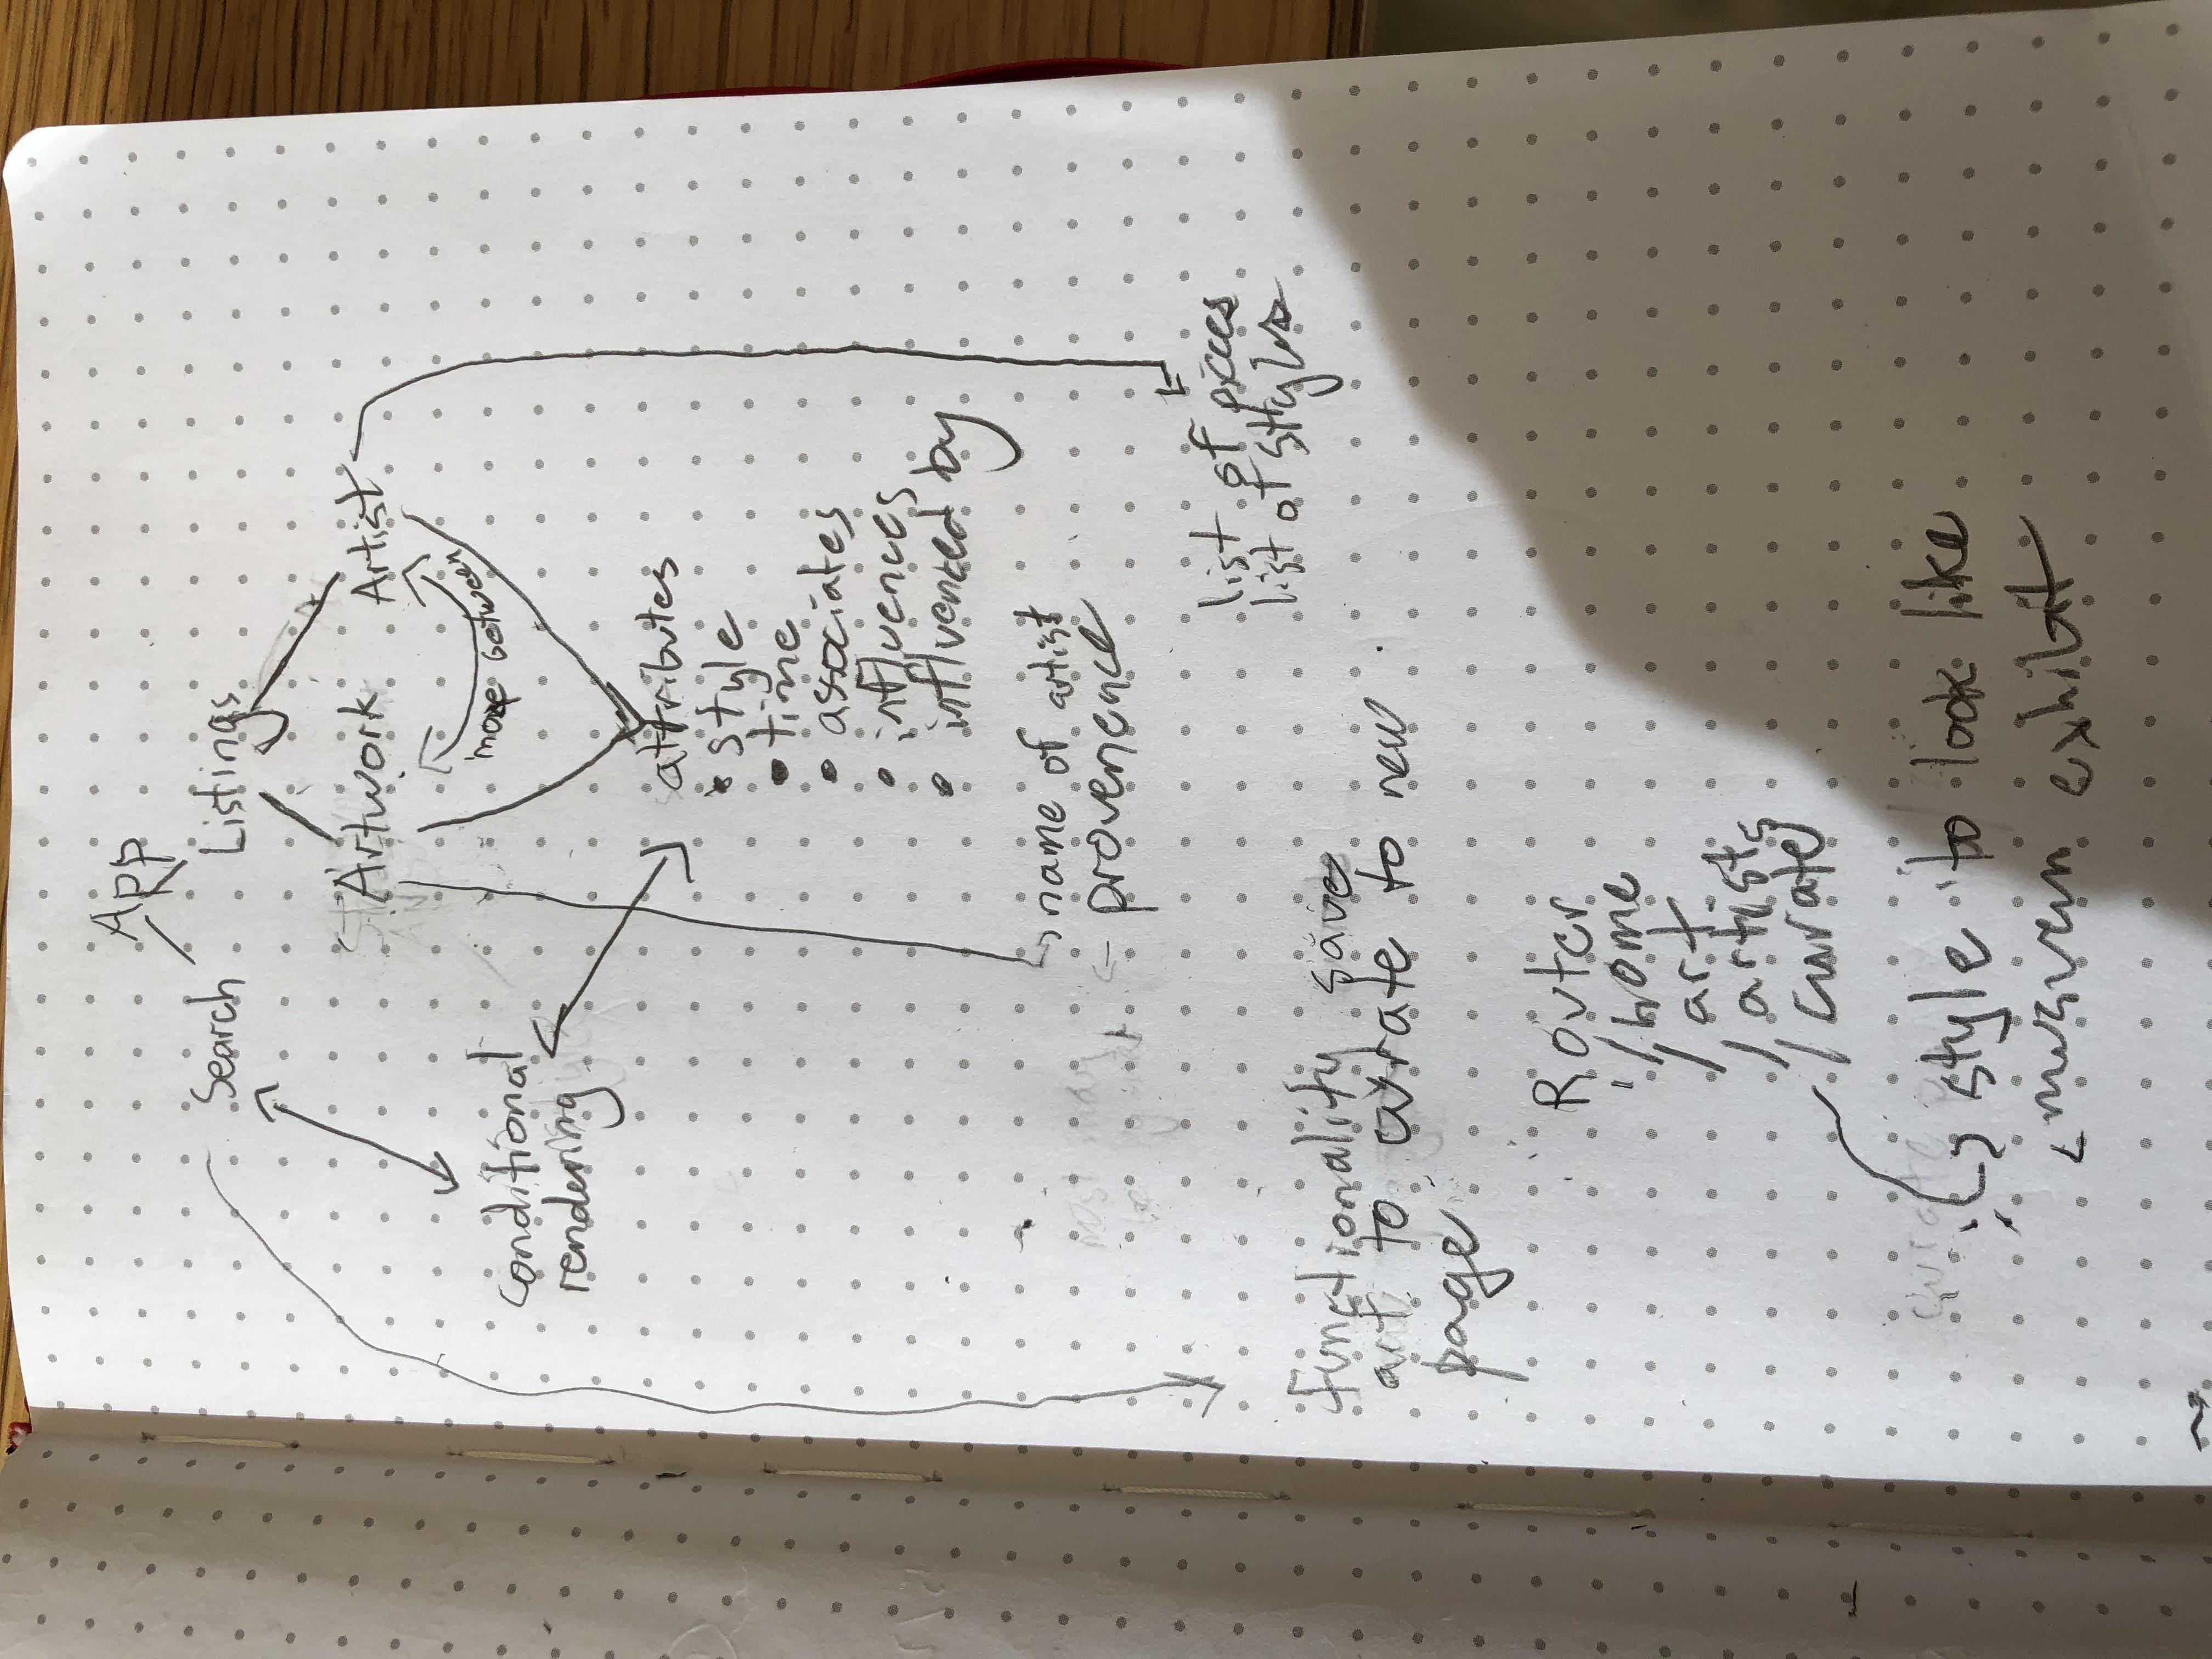 App
Search Listings
Artwork Artist
move between
conditional
rendering
attributes
• style
• time
• associates
• influences
• influenced by
name of artist
provenence
list of pieces
list of styles
functionality save
art to curate to new
page
Router
/home
/art
/artists
/curate
style to look like
museum exhibit